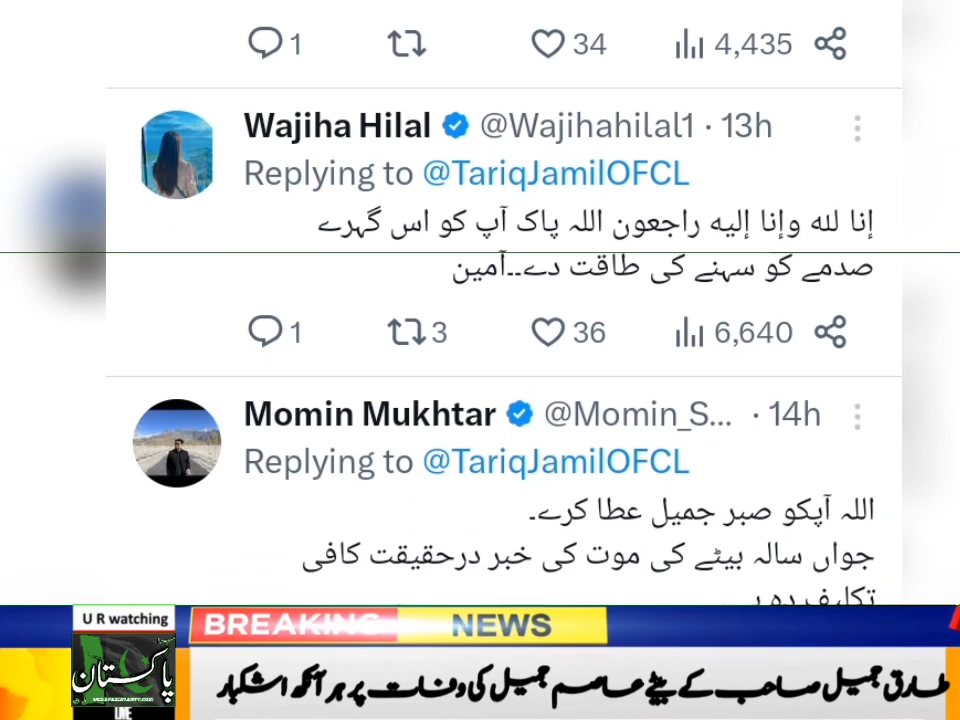 1 34 4,435
Wajiha Hilal @Wajihahilal1 · 13h
Replying to @TariqJamilOFCL
إنا لله وإنا إليه راجعون اللہ پاک آپ کو اس گہرے
صدمے کو سہنے کی طاقت دے۔۔آمین
1 3 36 6,640
Momin Mukhtar @Momin_S... · 14h
Replying to @TariqJamilOFCL
اللہ آپکو صبر جمیل عطا کرے۔
جواں سالہ بیٹے کی موت کی خبر درحقیقت کافی
U R watching
BREAKING NEWS
پاکستان
طارق جمیل صاحب کے بیٹے عاصم جمیل کی وفات پر ہر آنکھ اشکبار